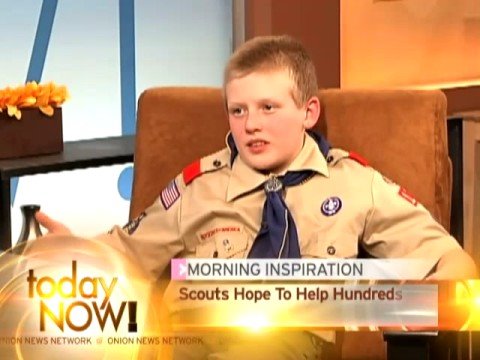 MORNING INSPIRATION
Scouts Hope To Help Hundreds
today
NOW!
ONION NEWS NETWORK ONION NEWS NETWORK